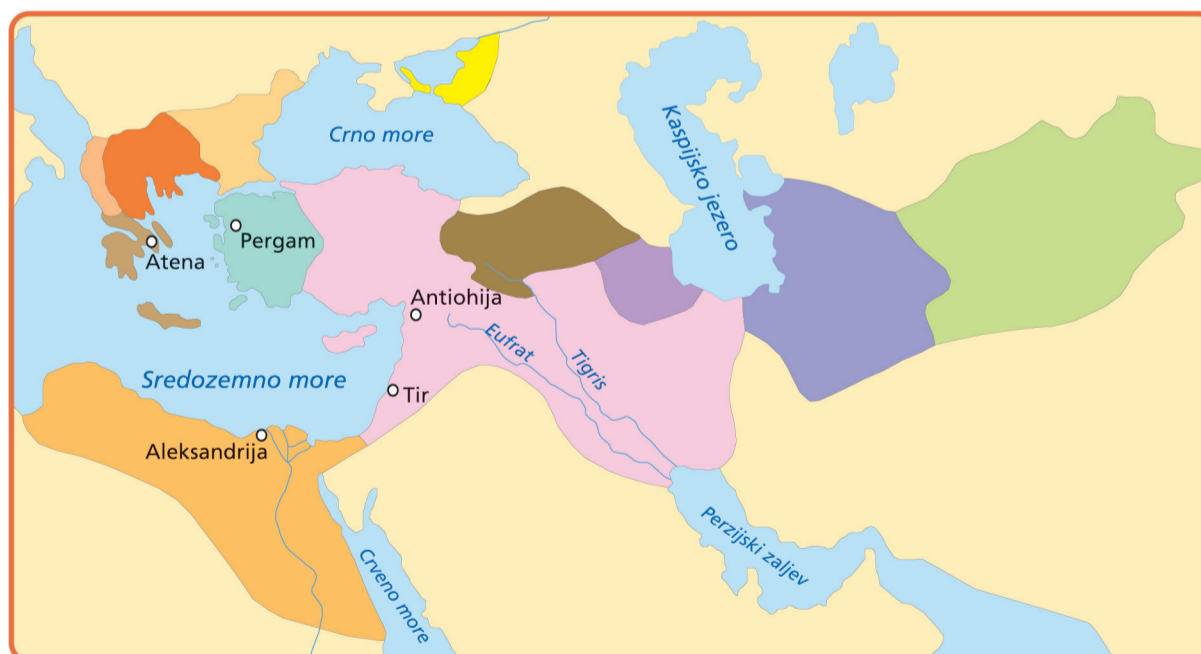 Crno more
Kaspijsko jezero
Pergam
Atena
Antiohija
Eufrat
Tigris
Sredozemno more
Tir
Aleksandrija
Perzijski zaljev
Crveno more